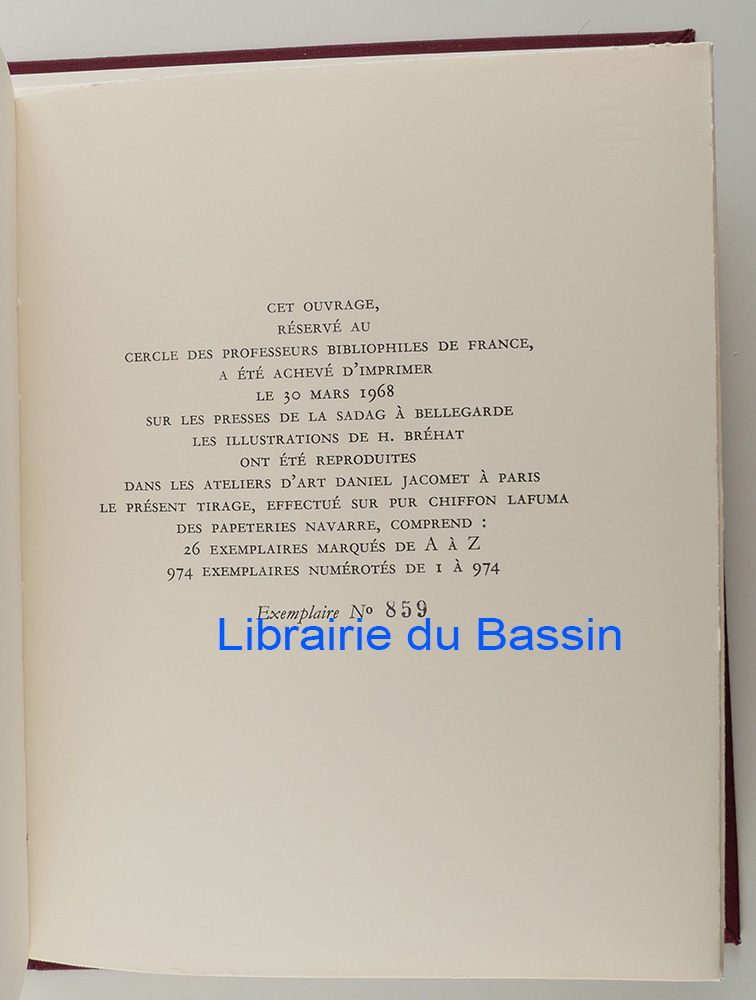 CET OUVRAGE,
RÉSERVÉ AU
CERCLE DES PROFESSEURS BIBLIOPHILES DE FRANCE,
A ÉTÉ ACHEVÉ D'IMPRIMER
LE 30 MARS 1968
SUR LES PRESSES DE LA SADAG À BELLEGARDE
LES ILLUSTRATIONS DE H. BRÉHAT
ONT ÉTÉ REPRODUITES
DANS LES ATELIERS D'ART DANIEL JACOMET À PARIS
LE PRÉSENT TIRAGE, EFFECTUÉ SUR PUR CHIFFON LAFUMA
DES PAPETERIES NAVARRE, COMPREND :
26 EXEMPLAIRES MARQUÉS DE A À Z
974 EXEMPLAIRES NUMÉROTÉS DE 1 À 974
Exemplaire Nº 859
Librairie du Bassin